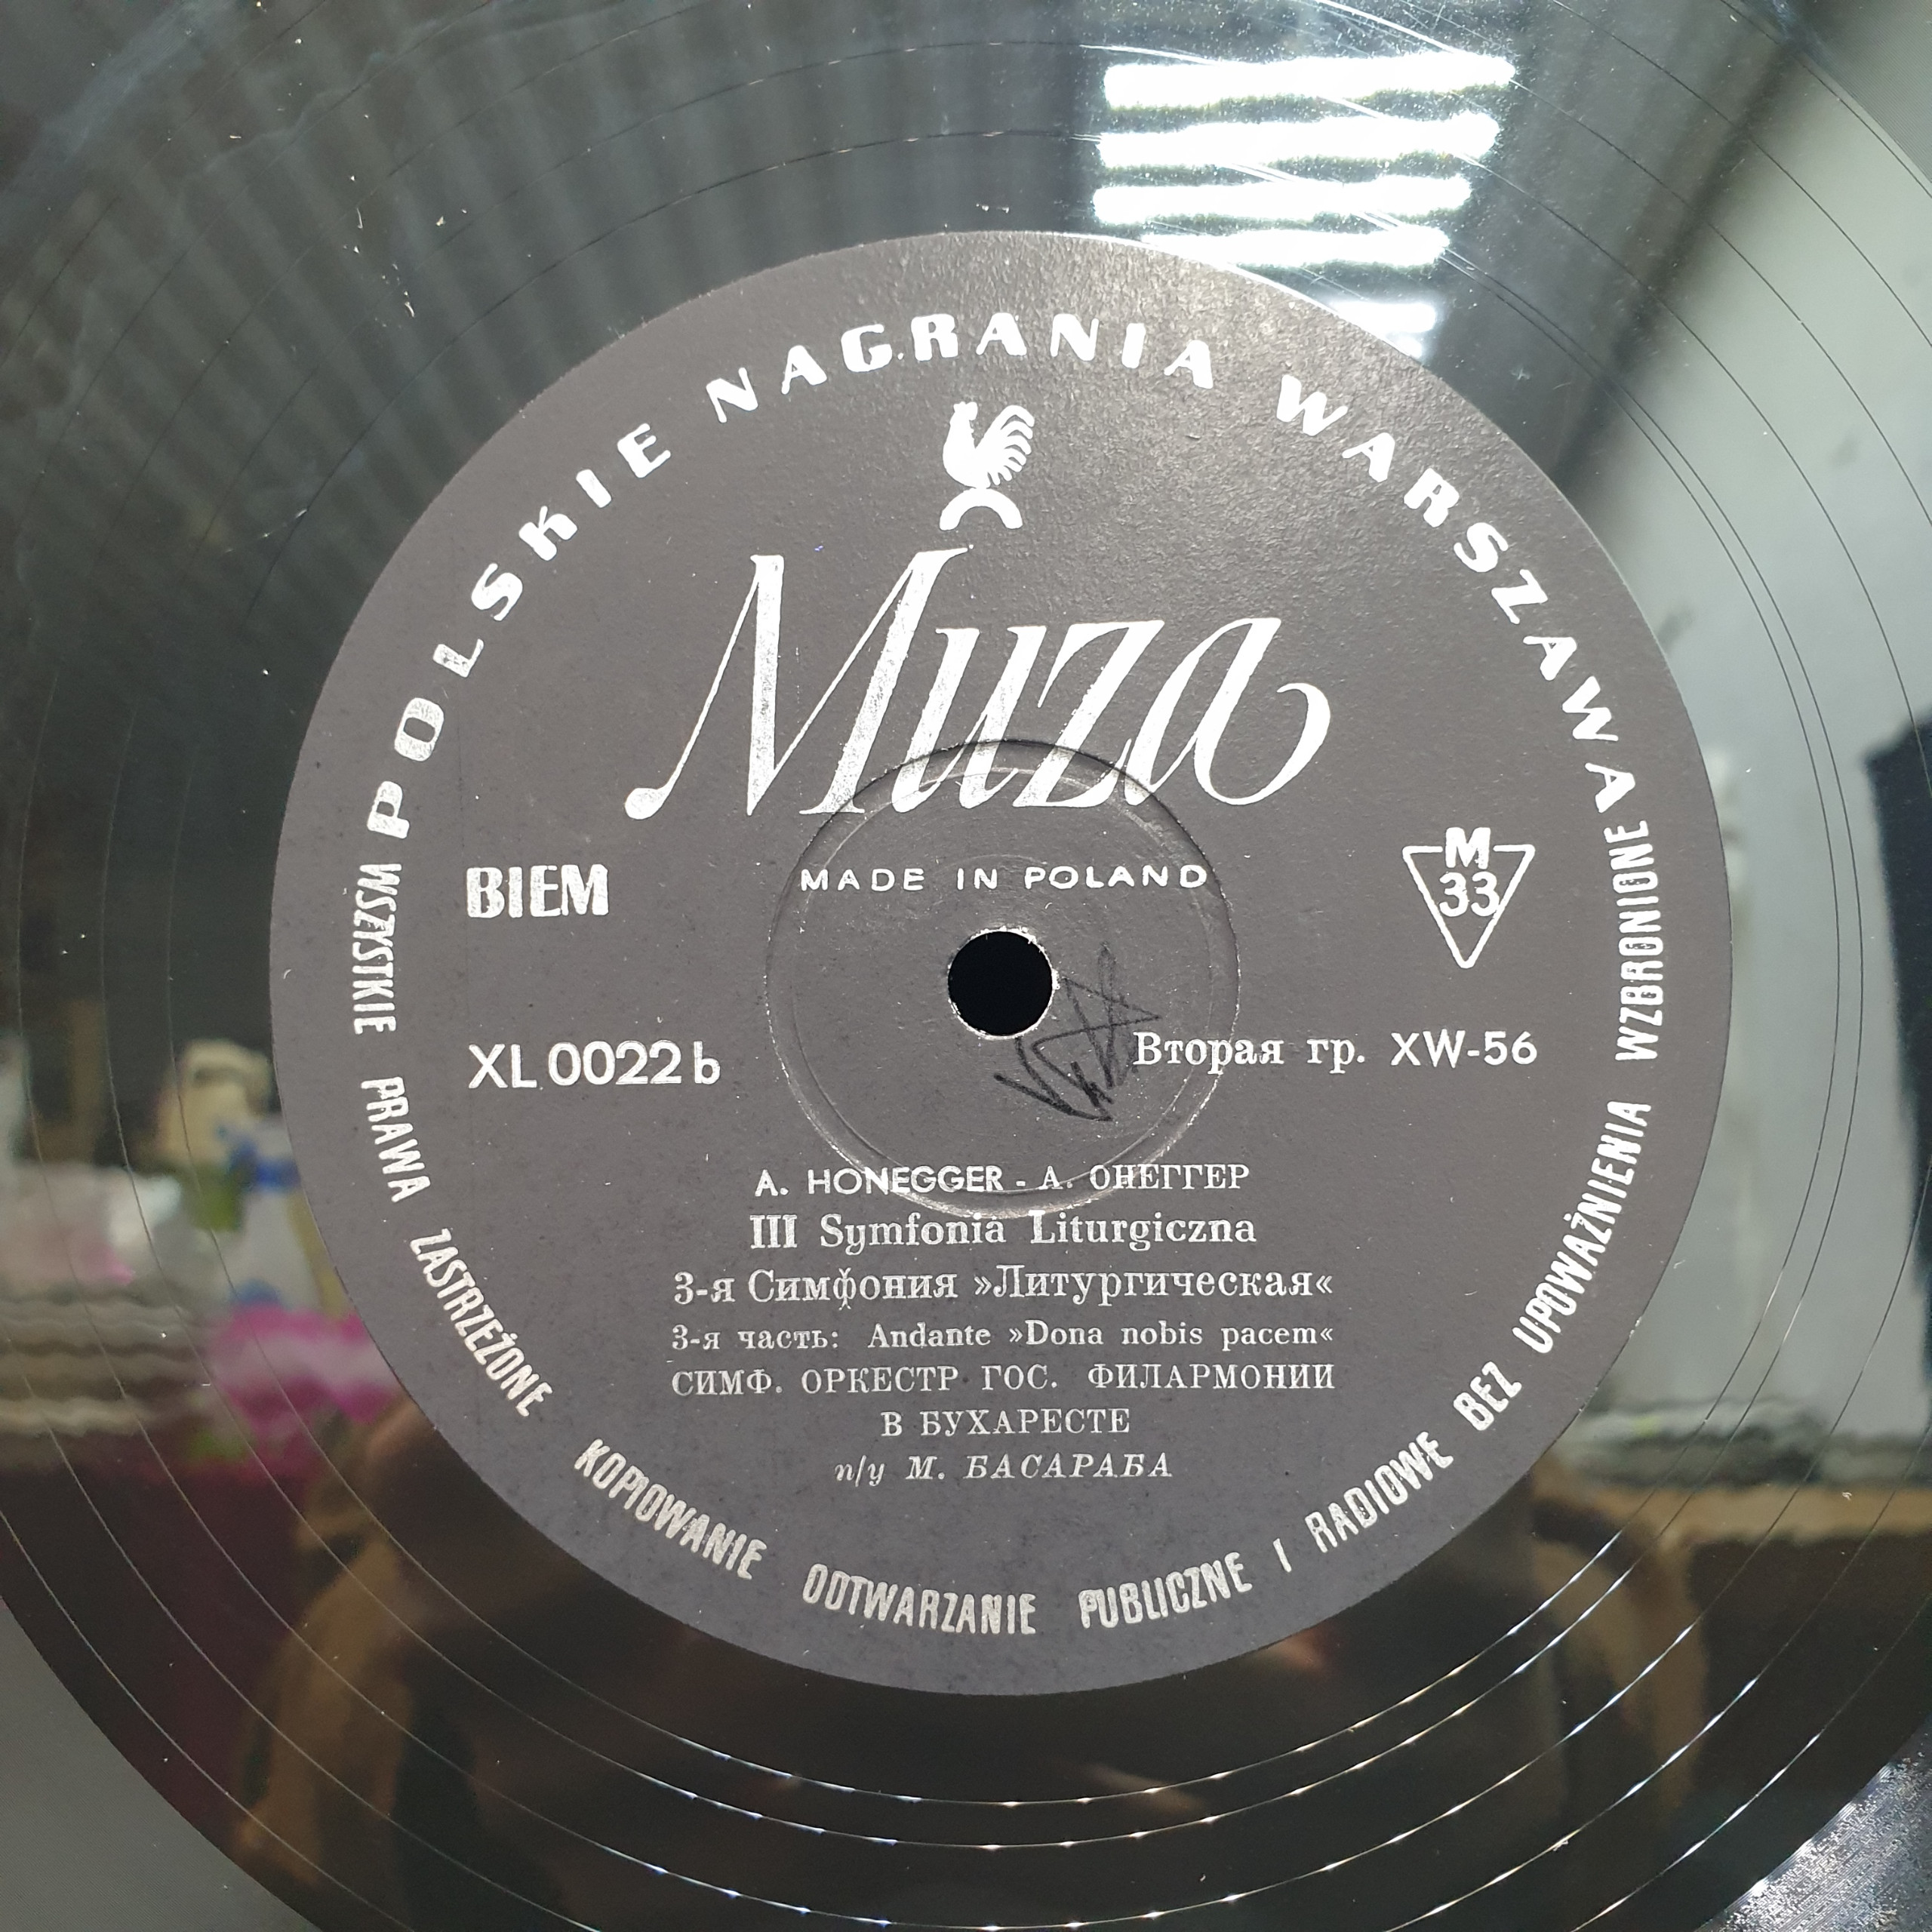 POLSKIE NAGRANIA WARSZAWA
Muza
BIEM
MADE IN POLAND
M
33
XL 0022 b
Вторая гр. XW-56
A. HONEGGER - А. ОНЕГГЕР
III Symfonia Liturgiczna
3-я Симфония »Литургическая«
3-я часть: Andante »Dona nobis pacem«
СИМФ. ОРКЕСТР ГОС. ФИЛАРМОНИИ
В БУХАРЕСТЕ
п/у М. БАСАРАБА
WSZYSTKIE PRAWA ZASTRZEŻONE KOPIOWANIE ODTWARZANIE PUBLICZNE I RADIOWE BEZ UPOWAŻNIENIA WZBRONIONE